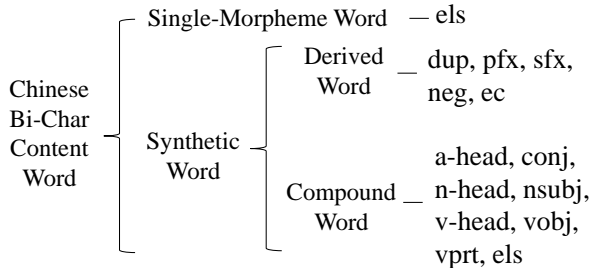 Single-Morpheme Word — els
Chinese
Bi-Char
Content
Word
Synthetic
Word
Derived
Word
— dup, pfx, sfx,
neg, ec
Compound
Word
— a-head, conj,
n-head, nsubj,
v-head, vobj,
vprt, els